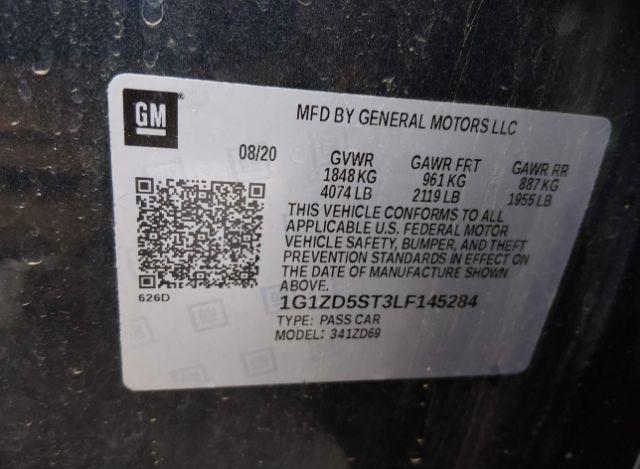 GM
MFD BY GENERAL MOTORS LLC
08/20 GVWR GAWR FRT GAWR RR
1848 KG 961 KG 887 KG
4074 LB 2119 LB 1955 LB
THIS VEHICLE CONFORMS TO ALL
APPLICABLE U.S. FEDERAL MOTOR
VEHICLE SAFETY, BUMPER, AND THEFT
PREVENTION STANDARDS IN EFFECT ON
THE DATE OF MANUFACTURE SHOWN
ABOVE.
626D
1G1ZD5ST3LF145284
TYPE: PASS CAR
MODEL: 341ZD69